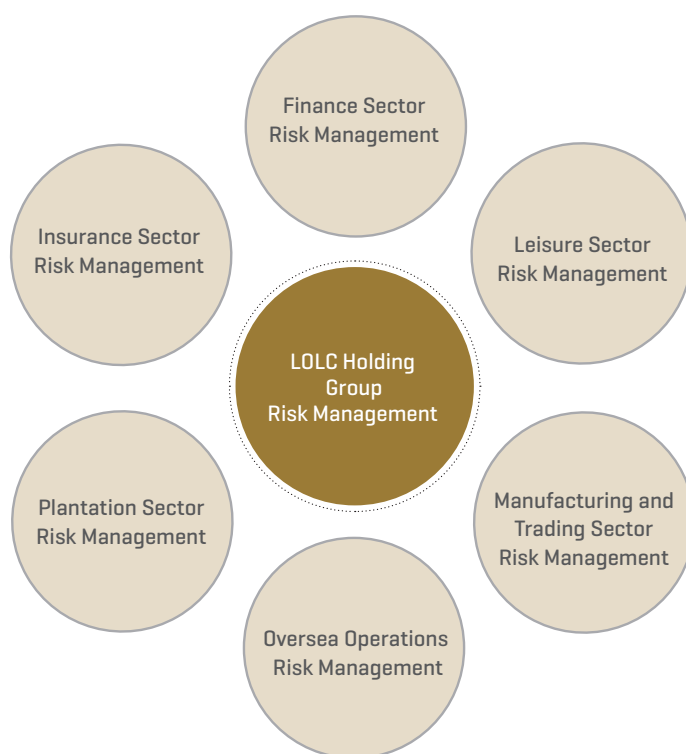 Finance Sector
Risk Management
Insurance Sector
Risk Management
Leisure Sector
Risk Management
LOLC Holding
Group
Risk Management
Plantation Sector
Risk Management
Manufacturing and
Trading Sector
Risk Management
Oversea Operations
Risk Management